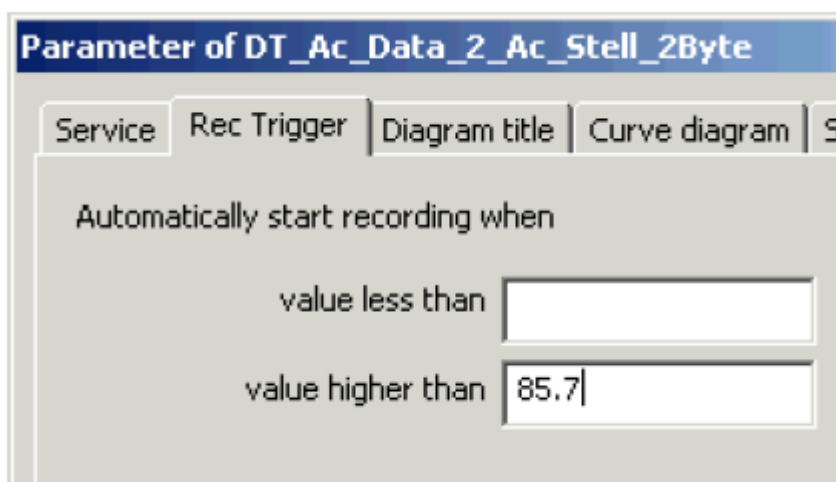 Parameter of DT_Ac_Data_2_Ac_Stell_2Byte
Service Rec Trigger Diagram title Curve diagram
Automatically start recording when
value less than
value higher than 85.7